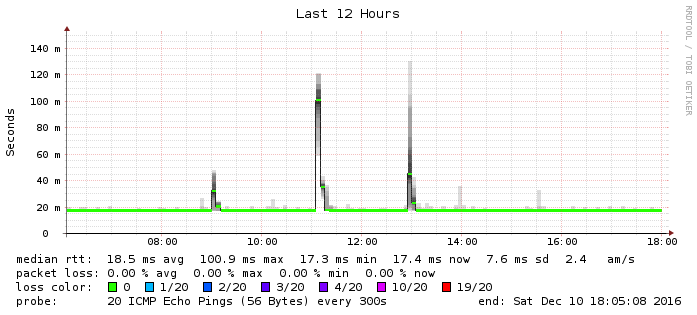 Last 12 Hours
RRDTOOL / TOBI OETIKER
Seconds
140 m
120 m
100 m
80 m
60 m
40 m
20 m
0
08:00 10:00 12:00 14:00 16:00 18:00
median rtt: 18.5 ms avg 100.9 ms max 17.3 ms min 17.4 ms now 7.6 ms sd 2.4 am/s
packet loss: 0.00 % avg 0.00 % max 0.00 % min 0.00 % now
loss color: 0 1/20 2/20 3/20 4/20 10/20 19/20
probe: 20 ICMP Echo Pings (56 Bytes) every 300s end: Sat Dec 10 18:05:08 2016